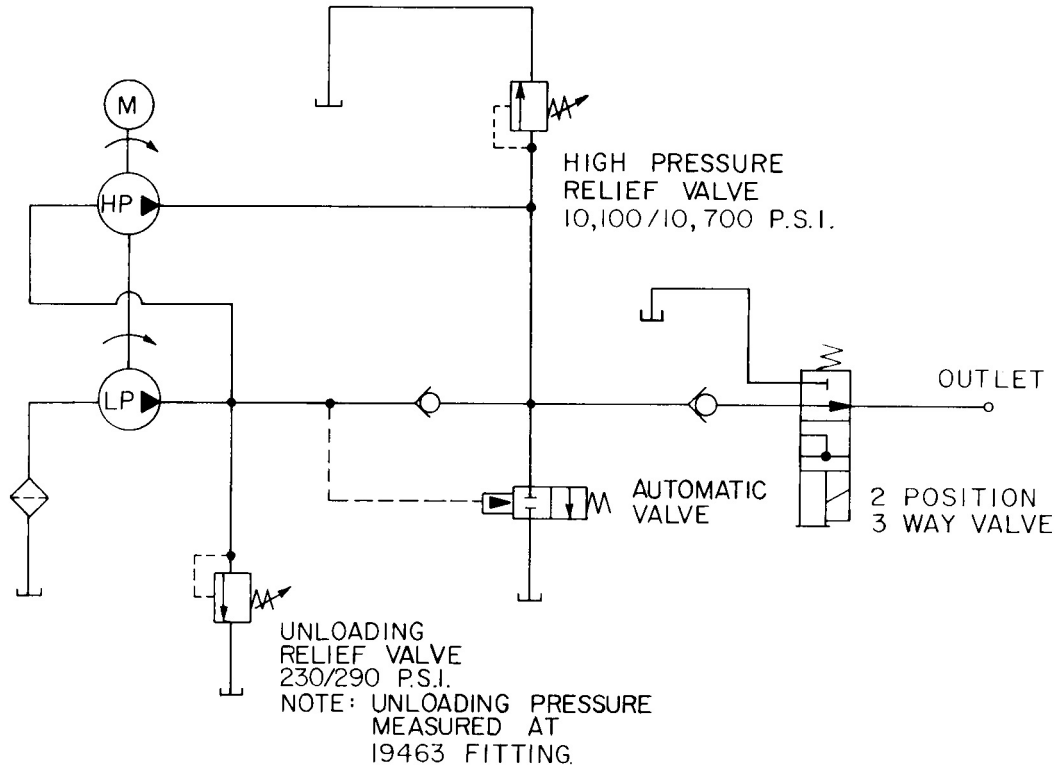 M
HP
HIGH PRESSURE
RELIEF VALVE
10,100/10,700 P.S.I.
LP
OUTLET
AUTOMATIC
VALVE
2 POSITION
3 WAY VALVE
UNLOADING
RELIEF VALVE
230/290 P.S.I.
NOTE: UNLOADING PRESSURE
MEASURED AT
19463 FITTING.